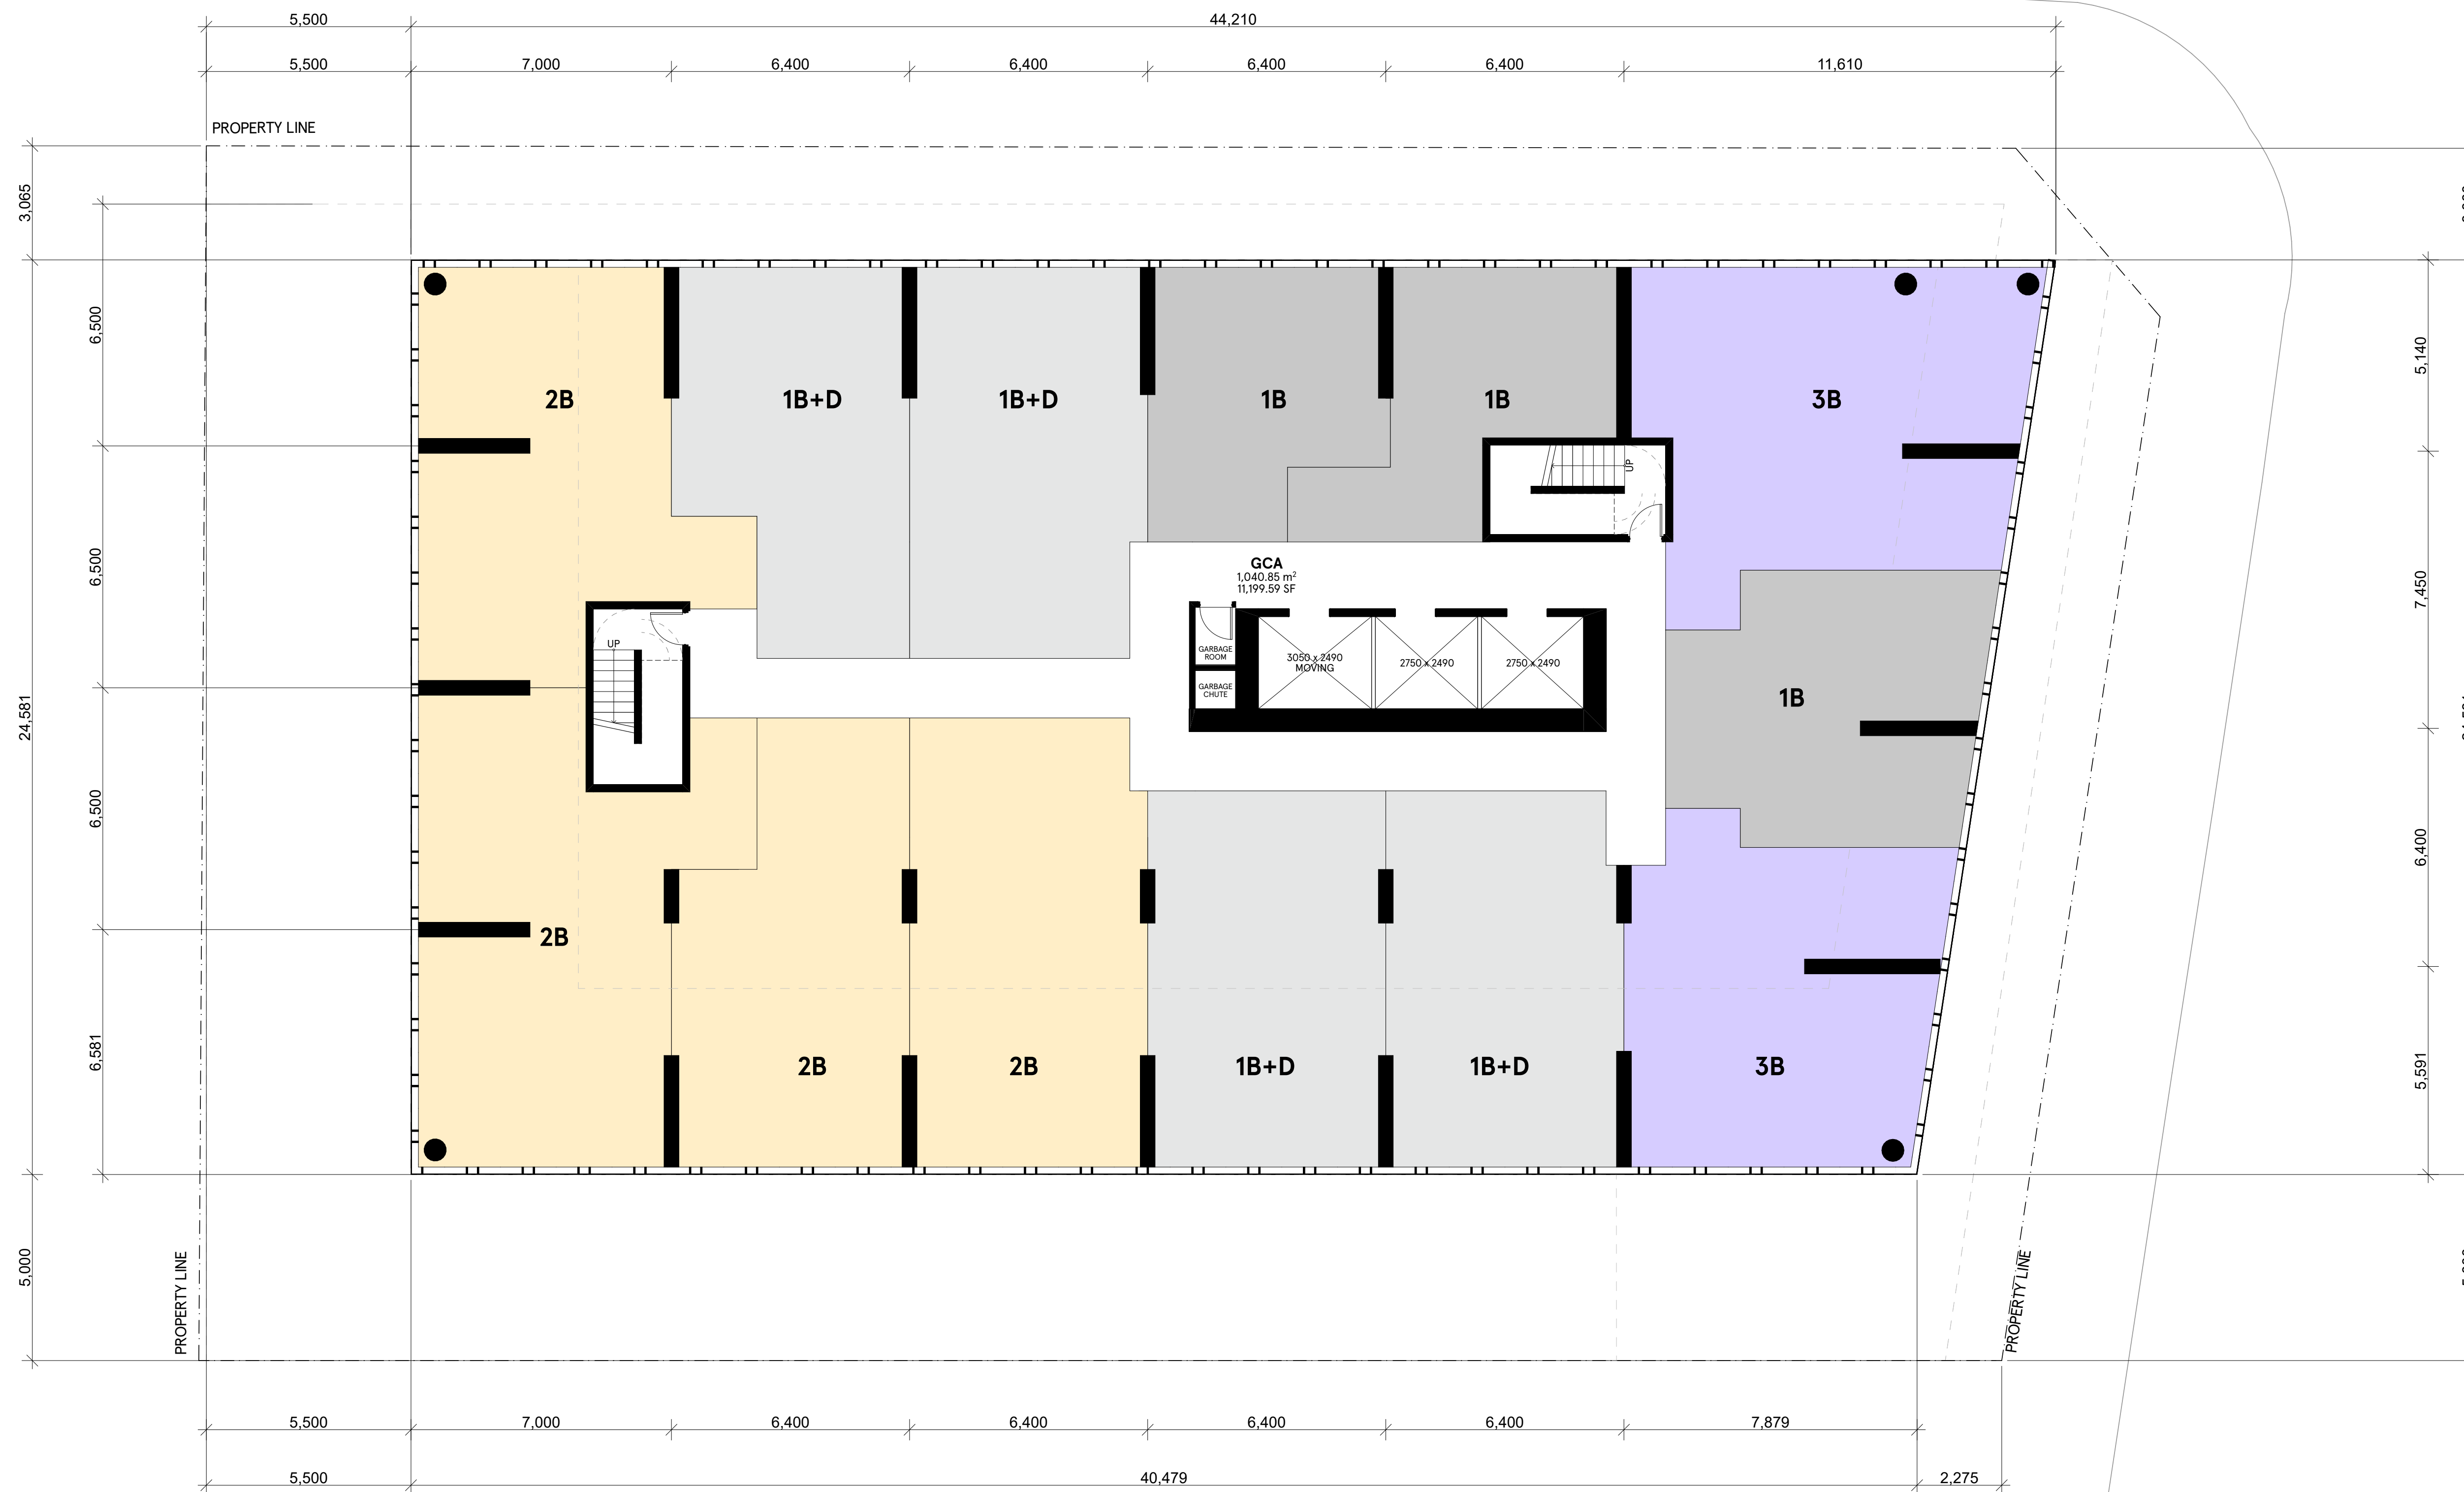 5,500
44,210
5,500
7,000
6,400
6,400
6,400
6,400
11,610
PROPERTY LINE
3,065
6,500
5,140
2B
1B+D
1B+D
1B
1B
3B
UP
6,500
GCA
1,040.85 m²
11,199.59 SF
7,450
UP
GARBAGE
ROOM
3050 x 2490
MOVING
2750 x 2490
2750 x 2490
GARBAGE
CHUTE
1B
24,581
6,500
6,400
2B
6,581
2B
2B
1B+D
1B+D
3B
5,591
5,000
PROPERTY LINE
PROPERTY LINE
5,500
7,000
6,400
6,400
6,400
6,400
7,879
5,500
40,479
2,275